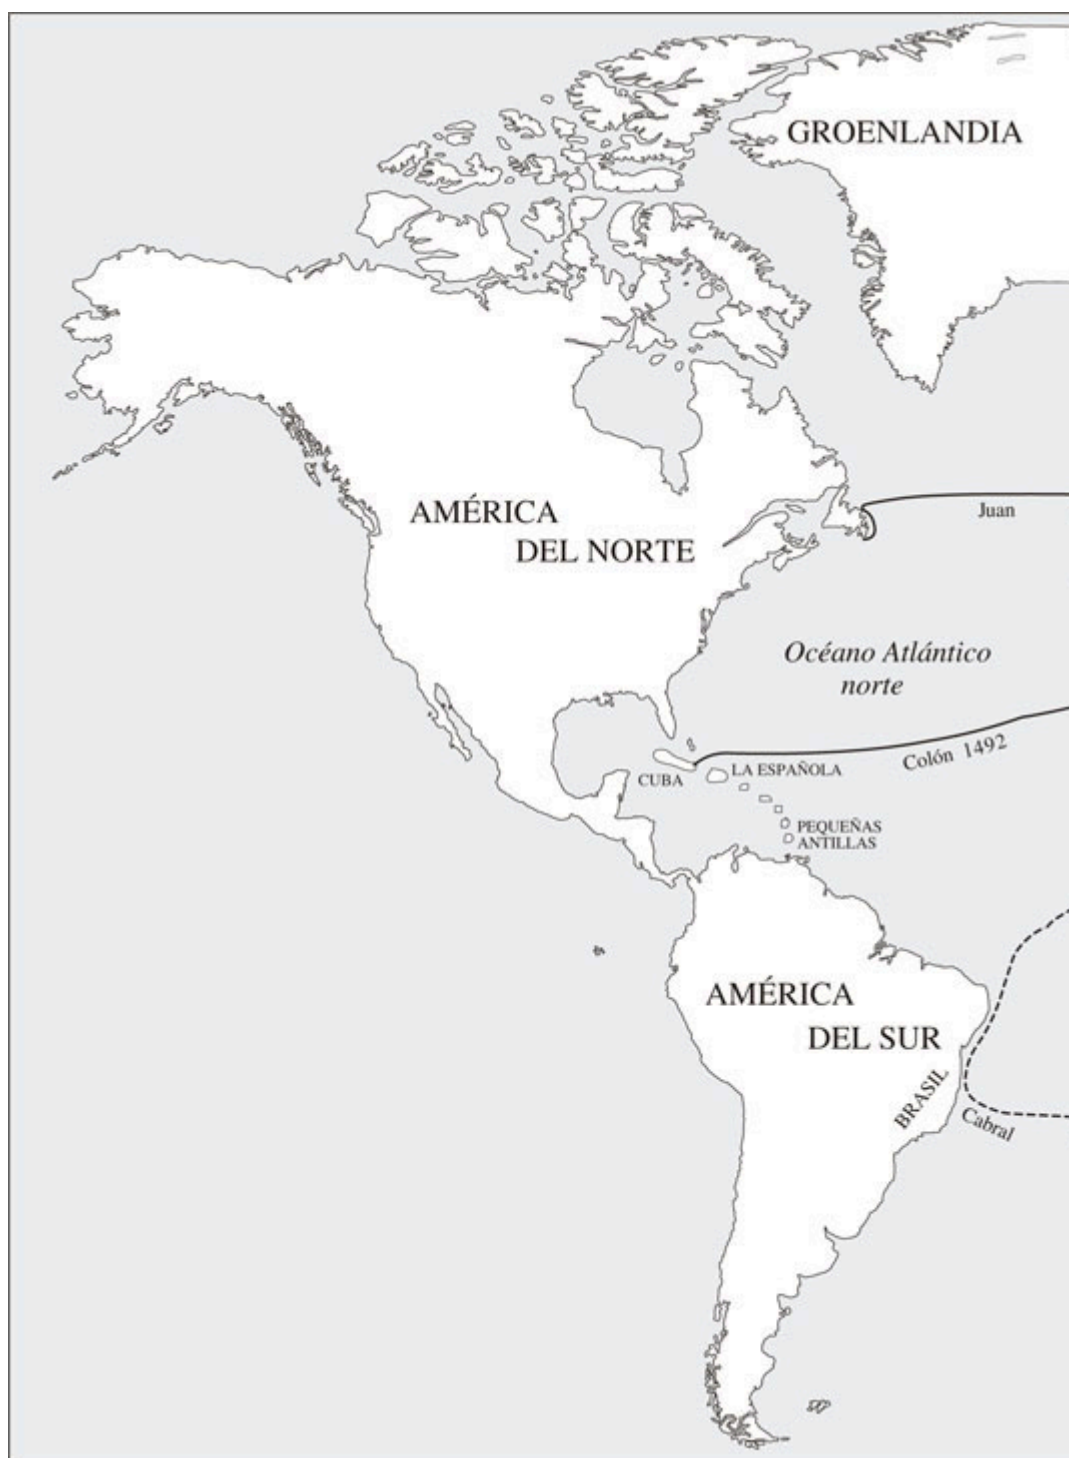 GROENLANDIA
AMÉRICA
DEL NORTE
Juan
Océano Atlántico
norte
Colón 1492
CUBA
LA ESPAÑOLA
PEQUEÑAS
ANTILLAS
AMÉRICA
DEL SUR
BRASIL
Cabral